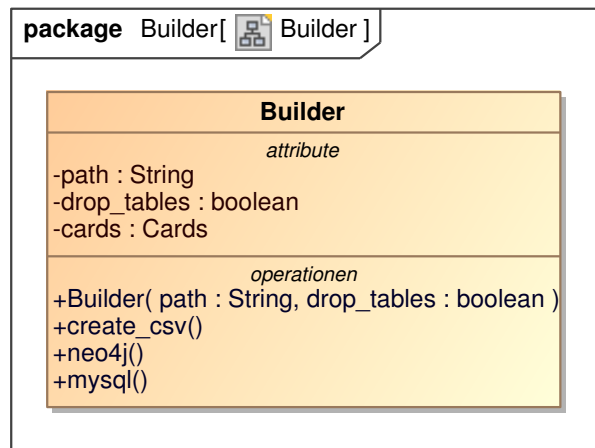 package Builder[ Builder ]
Builder
attribute
-path : String
-drop_tables : boolean
-cards : Cards
operationen
+Builder( path : String, drop_tables : boolean )
+create_csv()
+neo4j()
+mysql()